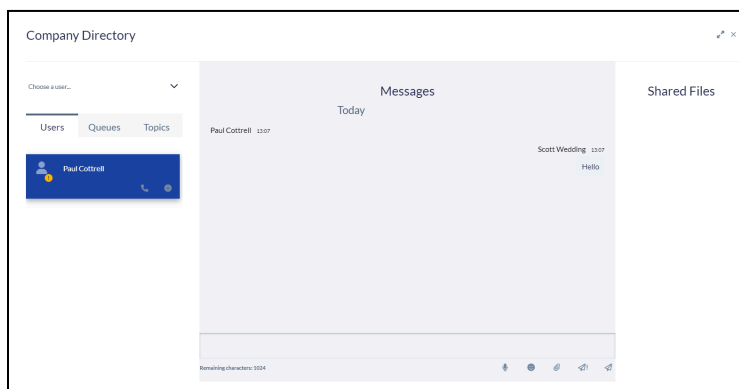 Company Directory
Choose a user...
Users Queues Topics
Paul Cottrell
Messages
Today
Paul Cottrell 13:07
Scott Wedding 13:07
Hello
Remaining characters: 1024
Shared Files